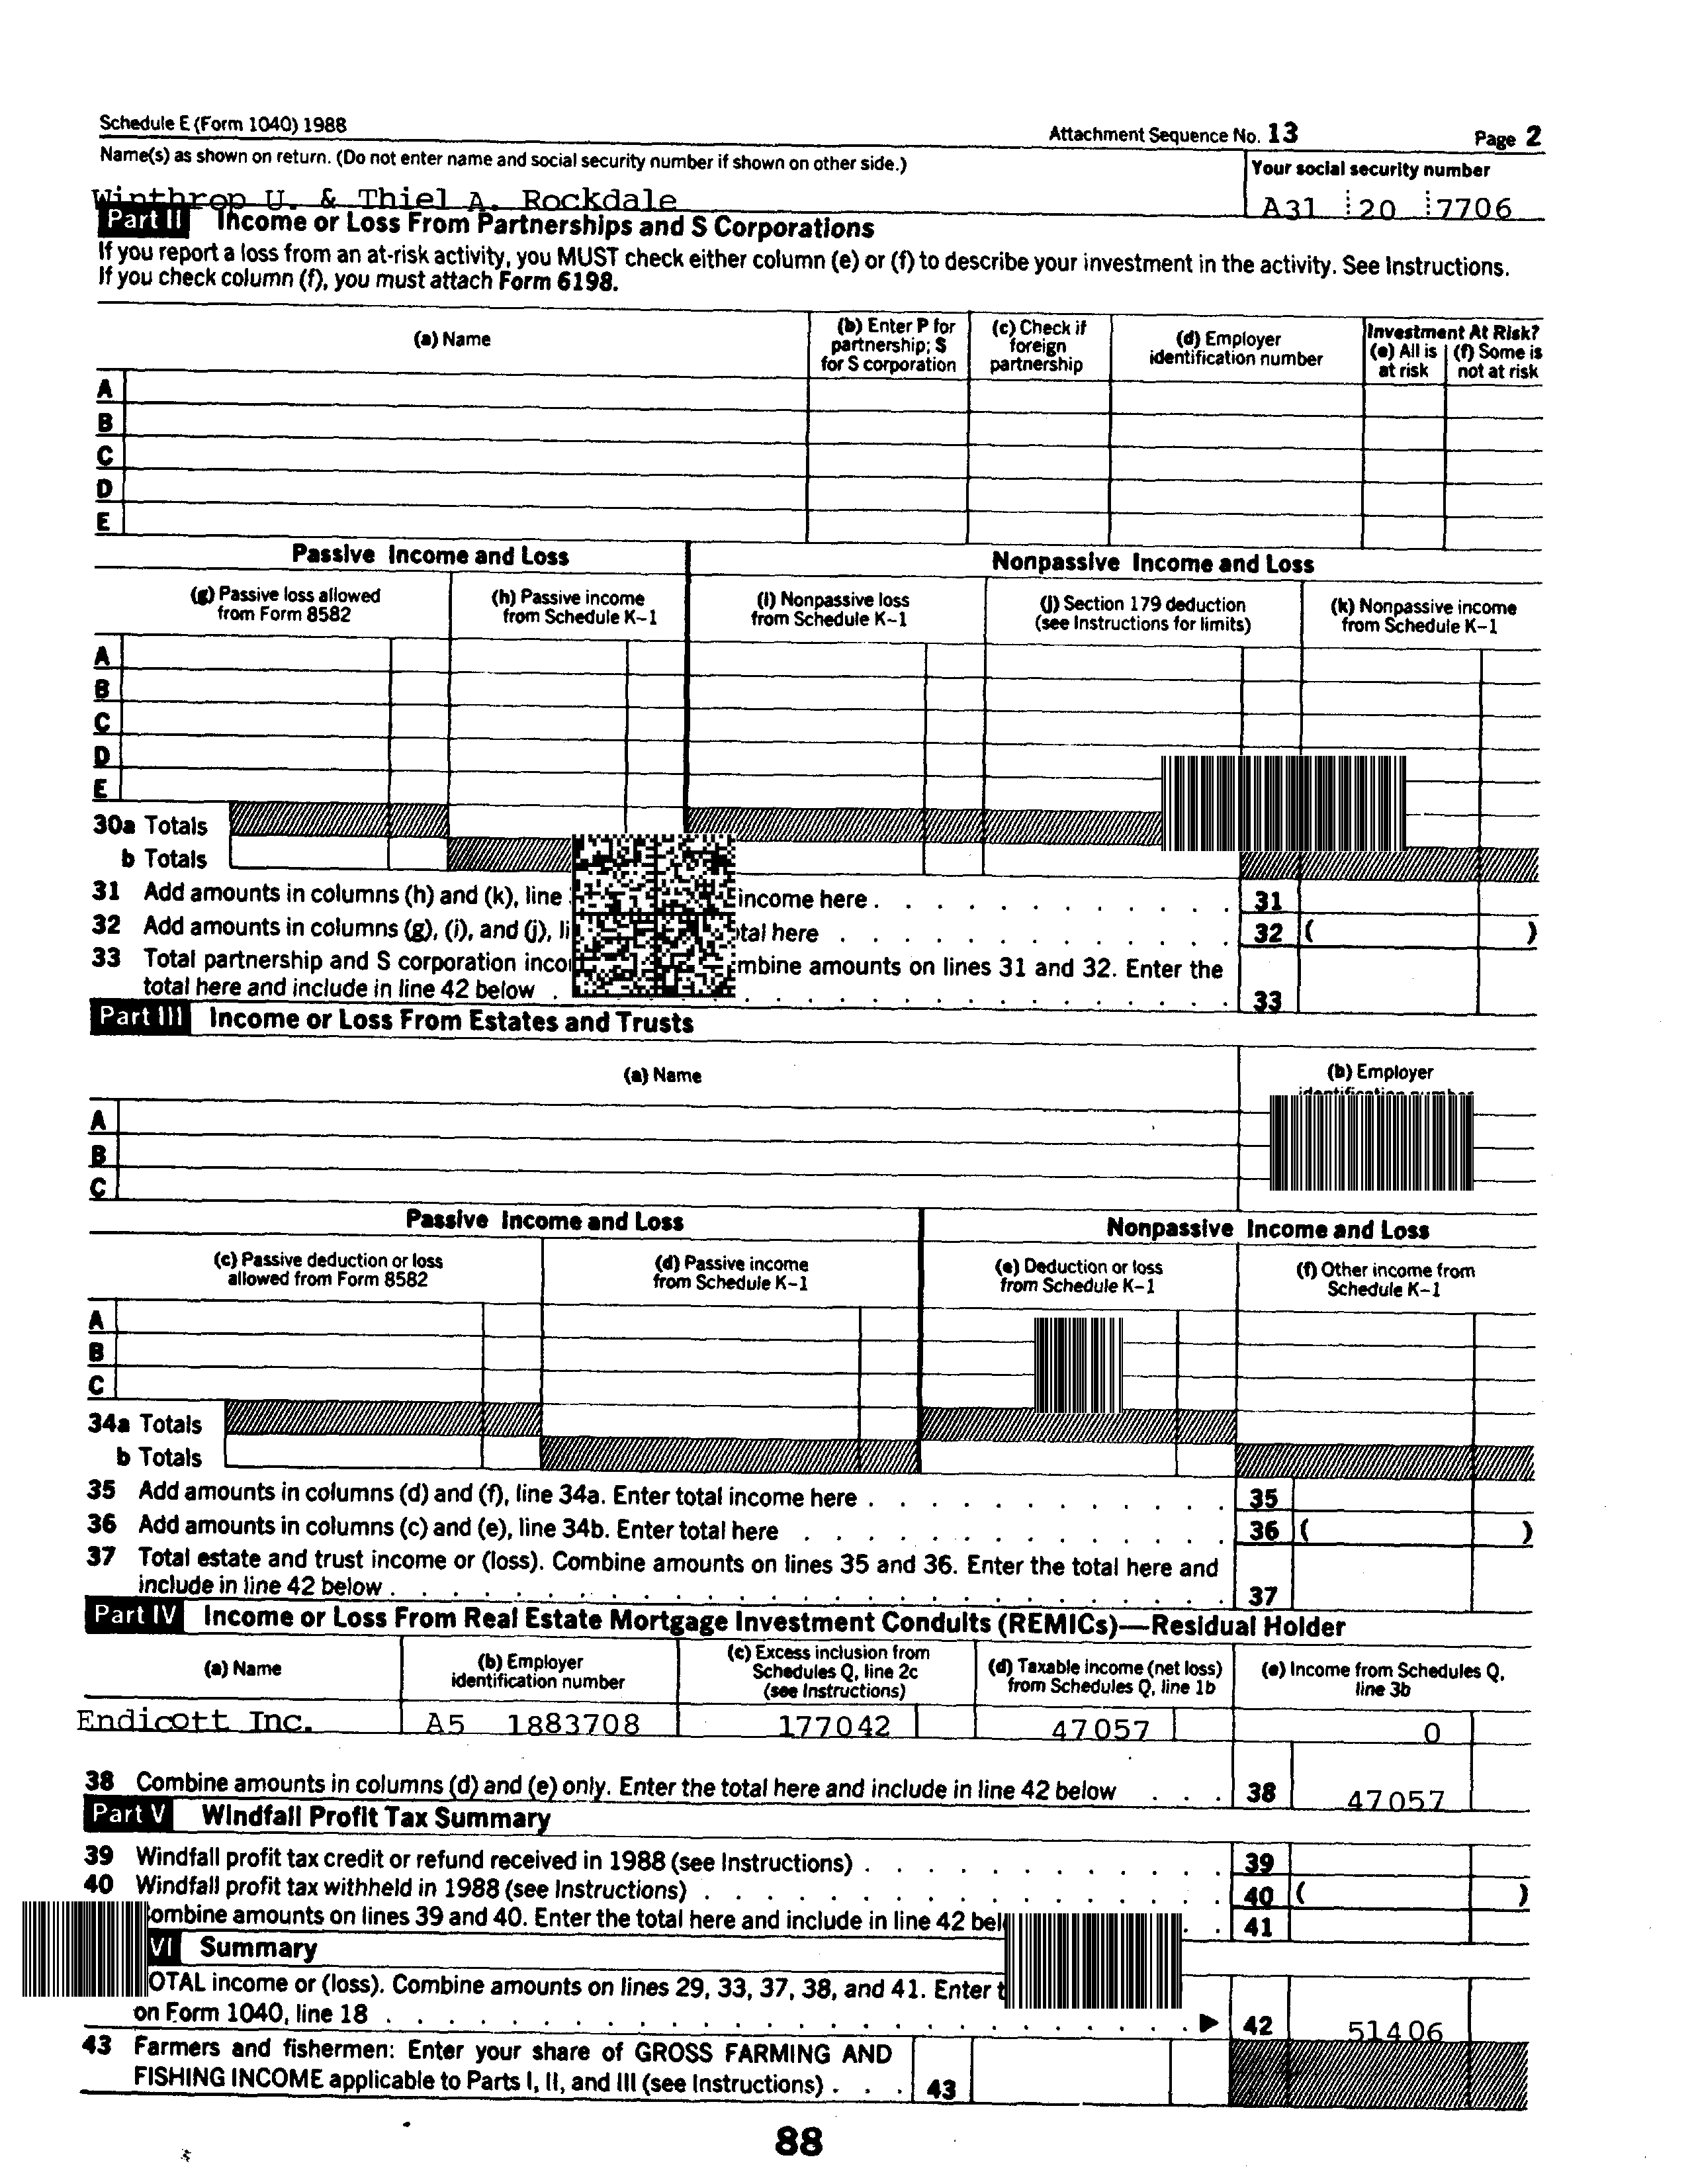 Schedule E (Form 1040) 1988
Attachment Sequence No. 13
Page 2
Name(s) as shown on return. (Do not enter name and social security number if shown on other side.)
Your social security number
Winthrop U. & Thiel A. Rockdale
A31 20 7706
Part II Income or Loss From Partnerships and S Corporations
If you report a loss from an at-risk activity, you MUST check either column (e) or (f) to describe your investment in the activity. See Instructions.
If you check column (f), you must attach Form 6198.
(a) Name
(b) Enter P for
partnership; S
for S corporation
(c) Check if
foreign
partnership
(d) Employer
identification number
Investment At Risk?
(e) All is
at risk
(f) Some is
not at risk
A
B
C
D
E
Passive Income and Loss
Nonpassive Income and Loss
(g) Passive loss allowed
from Form 8582
(h) Passive income
from Schedule K–1
(i) Nonpassive loss
from Schedule K–1
(j) Section 179 deduction
(see Instructions for limits)
(k) Nonpassive income
from Schedule K–1
A
B
C
D
E
30a Totals
b Totals
31 Add amounts in columns (h) and (k), line income here . . . . . . . . . . . 31
32 Add amounts in columns (g), (i), and (j), here . . . . . . . . . . . . 32 ( )
33 Total partnership and S corporation amounts on lines 31 and 32. Enter the
total here and include in line 42 below . . . . . . . . . . . . . . . . 33
Part III Income or Loss From Estates and Trusts
(a) Name
(b) Employer
identification number
A
B
C
Passive Income and Loss
Nonpassive Income and Loss
(c) Passive deduction or loss
allowed from Form 8582
(d) Passive income
from Schedule K–1
(e) Deduction or loss
from Schedule K–1
(f) Other income from
Schedule K–1
A
B
C
34a Totals
b Totals
35 Add amounts in columns (d) and (f), line 34a. Enter total income here . . . . . . . . . . . . 35
36 Add amounts in columns (c) and (e), line 34b. Enter total here . . . . . . . . . . . . . . 36 ( )
37 Total estate and trust income or (loss). Combine amounts on lines 35 and 36. Enter the total here and
include in line 42 below . . . . . . . . . . . . . . . . . . . . . . 37
Part IV Income or Loss From Real Estate Mortgage Investment Conduits (REMICs)—Residual Holder
(a) Name
(b) Employer
identification number
(c) Excess inclusion from
Schedules Q, line 2c
(see Instructions)
(d) Taxable income (net loss)
from Schedules Q, line 1b
(e) Income from Schedules Q,
line 3b
Endicott Inc. A5 1883708 177042 47057 0
38 Combine amounts in columns (d) and (e) only. Enter the total here and include in line 42 below . . . 38 47057
Part V Windfall Profit Tax Summary
39 Windfall profit tax credit or refund received in 1988 (see Instructions) . . . . . . . . . . . . 39
40 Windfall profit tax withheld in 1988 (see Instructions) . . . . . . . . . . . . . . . . . 40 ( )
Combine amounts on lines 39 and 40. Enter the total here and include in line 42 . . 41
VI Summary
TOTAL income or (loss). Combine amounts on lines 29, 33, 37, 38, and 41. Enter
on Form 1040, line 18 . . . . . . . . . . . . . . . . . . . . . . ▶ 42 51406
43 Farmers and fishermen: Enter your share of GROSS FARMING AND
FISHING INCOME applicable to Parts I, II, and III (see Instructions) . . . 43
88